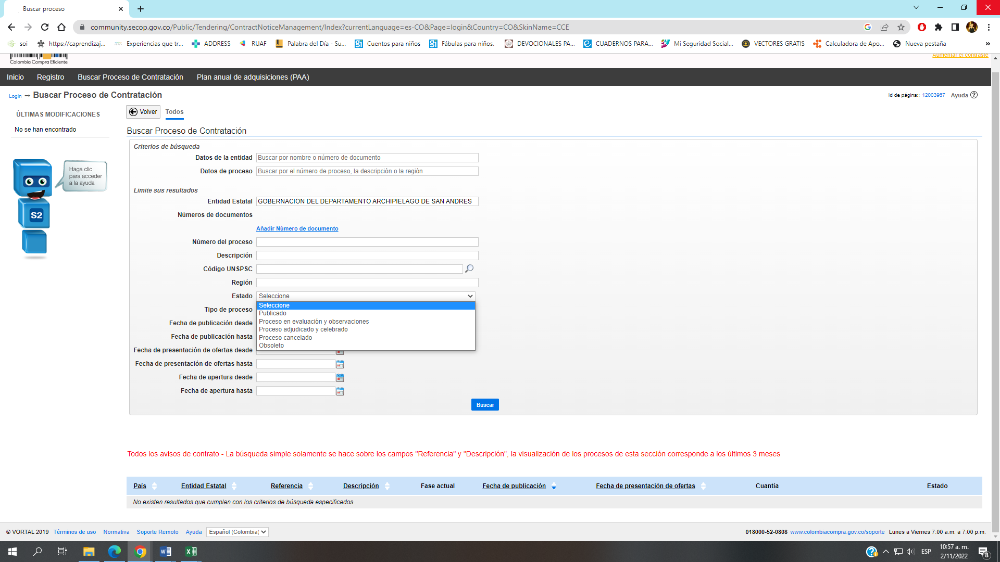 Buscar proceso
community.secop.gov.co/Public/Tendering/ContractNoticeManagement/Index?currentLanguage=es-CO&Page=login&Country=CO&SkinName=CCE
soi https://caprendizaj... Experiencias que tr... ADDRESS RUAF Palabra del Día - Su... Cuentos para niños Fábulas para niños. DEVOCIONALES PA... CUADERNOS PARA... Mi Seguridad Social... VECTORES GRATIS Calculadora de Apo... Nueva pestaña »
Colombia Compra Eficiente
Aumentar el contraste
Inicio Registro Buscar Proceso de Contratación Plan anual de adquisiciones (PAA)
Login → Buscar Proceso de Contratación
Id de página:: 12003967 Ayuda ?
ÚLTIMAS MODIFICACIONES
No se han encontrado
Haga clic
para acceder
a la ayuda
S2
Volver Todos
Buscar Proceso de Contratación
Criterios de búsqueda
Datos de la entidad Buscar por nombre o número de documento
Datos de proceso Buscar por el número de proceso, la descripción o la región
Limite sus resultados
Entidad Estatal GOBERNACIÓN DEL DEPARTAMENTO ARCHIPIELAGO DE SAN ANDRES
Números de documentos
Añadir Número de documento
Número del proceso
Descripción
Código UNSPSC
Región
Estado Seleccione
Seleccione
Publicado
Proceso en evaluación y observaciones
Proceso adjudicado y celebrado
Proceso cancelado
Obsoleto
Tipo de proceso
Fecha de publicación desde
Fecha de publicación hasta
Fecha de presentación de ofertas desde
Fecha de presentación de ofertas hasta
Fecha de apertura desde
Fecha de apertura hasta
Buscar
Todos los avisos de contrato - La búsqueda simple solamente se hace sobre los campos "Referencia" y "Descripción", la visualización de los procesos de esta sección corresponde a los últimos 3 meses
País Entidad Estatal Referencia Descripción Fase actual Fecha de publicación Fecha de presentación de ofertas Cuantía Estado
No existen resultados que cumplan con los criterios de búsqueda especificados
© VORTAL 2019 Términos de uso Normativa Soporte Remoto Ayuda Español (Colombia)
018000-52-0808 www.colombiacompra.gov.co/soporte Lunes a Viernes 7:00 a.m. a 7:00 p.m.
ESP
10:57 a. m.
2/11/2022
8